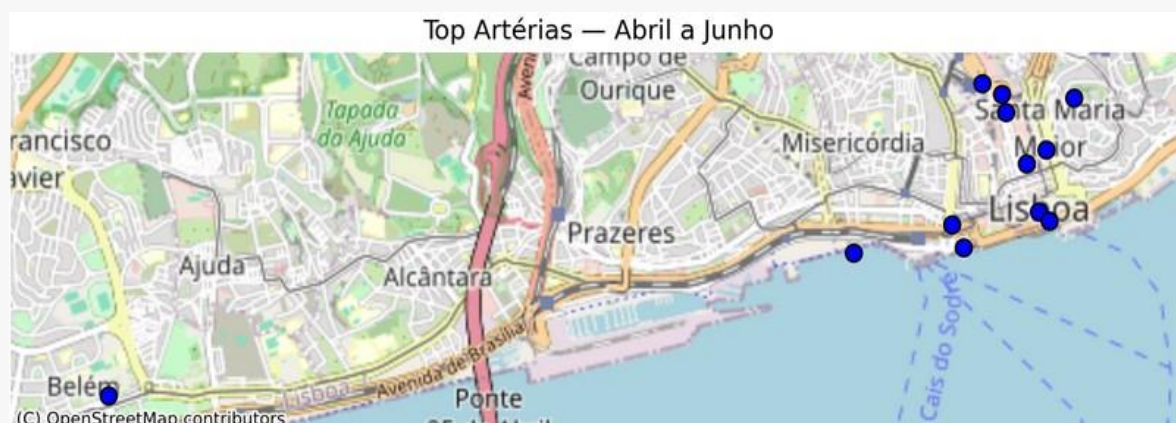 Top Artérias — Abril a Junho
Campo de
Ourique
Aven
Tapada
do Ajuda
Santa Maria
Maior
rancisco
avier
Misericórdia
Lisboa
Prazeres
Ajuda
Alcântara
Cais do Sodré
Avenida de Brasília
Belém
Lisboa
Ponte
(C) OpenStreetMap contributors